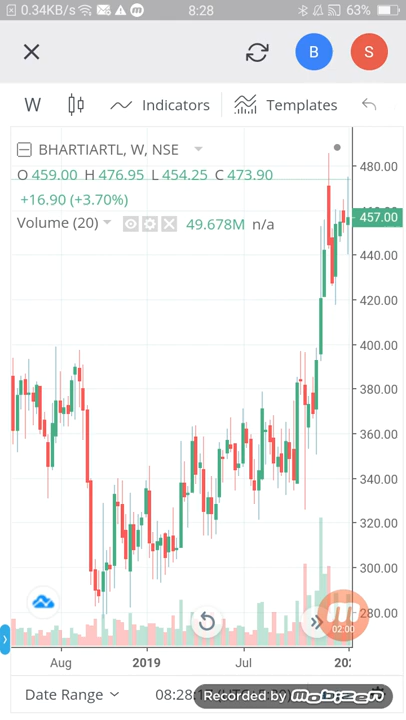 0.34KB/s 8:28 63%
B S
W Indicators Templates
BHARTIARTL, W, NSE
O 459.00 H 476.95 L 454.25 C 473.90
+16.90 (+3.70%)
Volume (20) 49.678M n/a
480.00
457.00
440.00
420.00
400.00
380.00
360.00
340.00
320.00
300.00
280.00
02:00
Aug 2019 Jul
Date Range 08:28:1
Recorded by mobizen